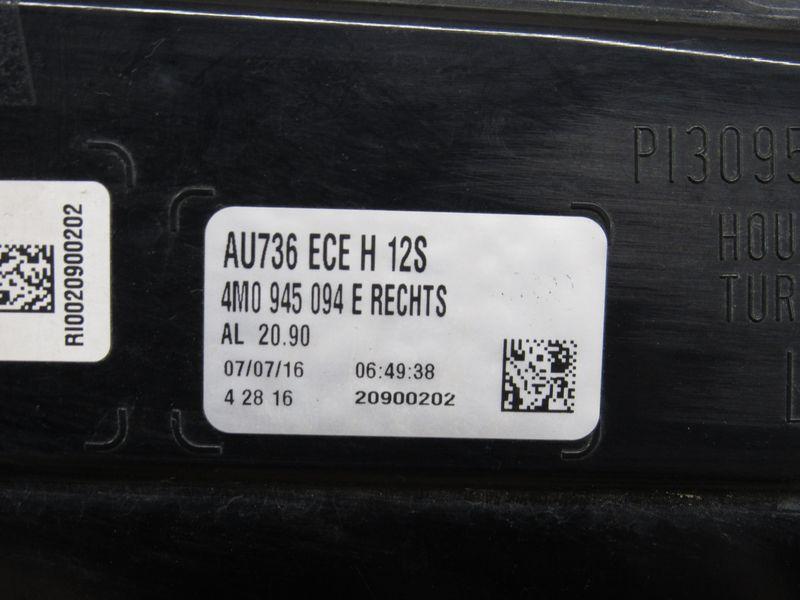 RI0020900202
AU736 ECE H 12S
4M0 945 094 E RECHTS
AL 20.90
07/07/16 06:49:38
4 28 16 20900202
PI3095
HOU
TUR